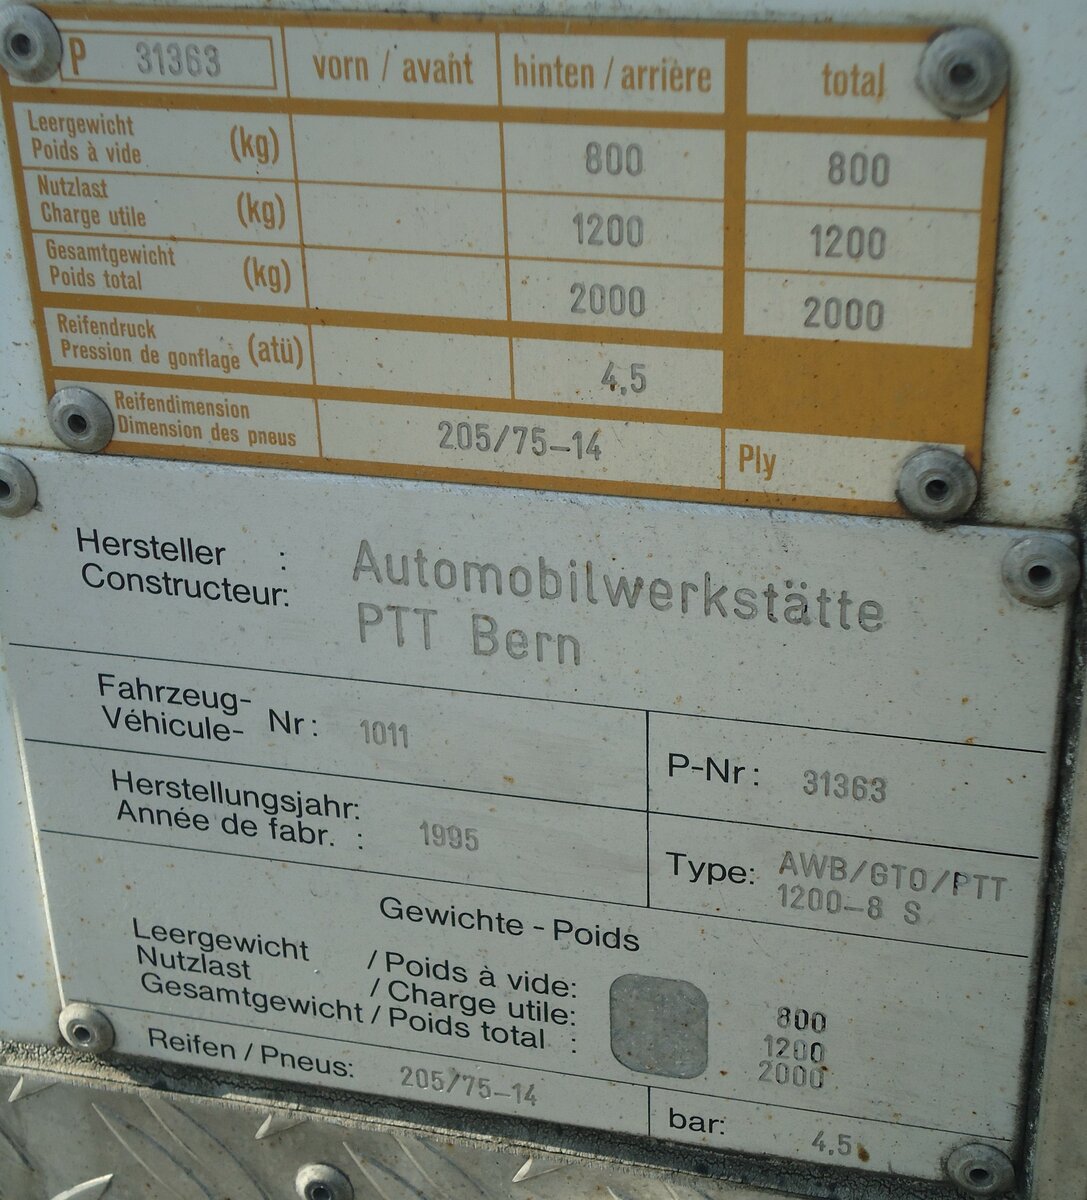 P 31363 vorn / avant hinten / arrière total
Leergewicht
Poids à vide (kg) 800 800
Nutzlast
Charge utile (kg) 1200 1200
Gesamtgewicht
Poids total (kg) 2000 2000
Reifendruck
Pression de gonflage (atü) 4,5
Reifendimension
Dimension des pneus 205/75-14 Ply
Hersteller :
Constructeur:
Automobilwerkstätte
PTT Bern
Fahrzeug-
Véhicule- Nr: 1011
P-Nr: 31363
Herstellungsjahr:
Année de fabr. : 1995
Type: AWB/GTO/PTT
1200-8 S
Gewichte - Poids
Leergewicht / Poids à vide: 800
Nutzlast / Charge utile: 1200
Gesamtgewicht / Poids total : 2000
Reifen / Pneus: 205/75-14
bar: 4,5